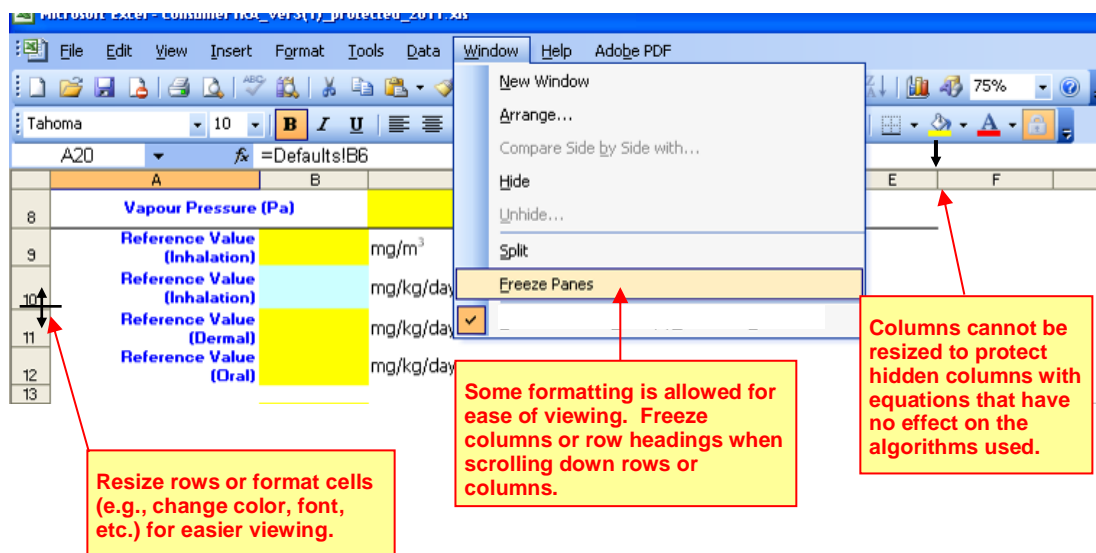 Microsoft Excel - ConsumerTRA_ver3(1)_protected_2011.xls
File Edit View Insert Format Tools Data Window Help Adobe PDF
75%
Tahoma 10 B I U
A20 fx =Defaults!B6
New Window
Arrange...
Compare Side by Side with...
Hide
Unhide...
Split
Freeze Panes
A B E F
8 Vapour Pressure (Pa)
9 Reference Value
(Inhalation) mg/m³
10 Reference Value
(Inhalation) mg/kg/day
11 Reference Value
(Dermal) mg/kg/day
12 Reference Value
(Oral) mg/kg/day
13
Resize rows or format cells
(e.g., change color, font,
etc.) for easier viewing.
Some formatting is allowed for
ease of viewing. Freeze
columns or row headings when
scrolling down rows or
columns.
Columns cannot be
resized to protect
hidden columns with
equations that have
no effect on the
algorithms used.